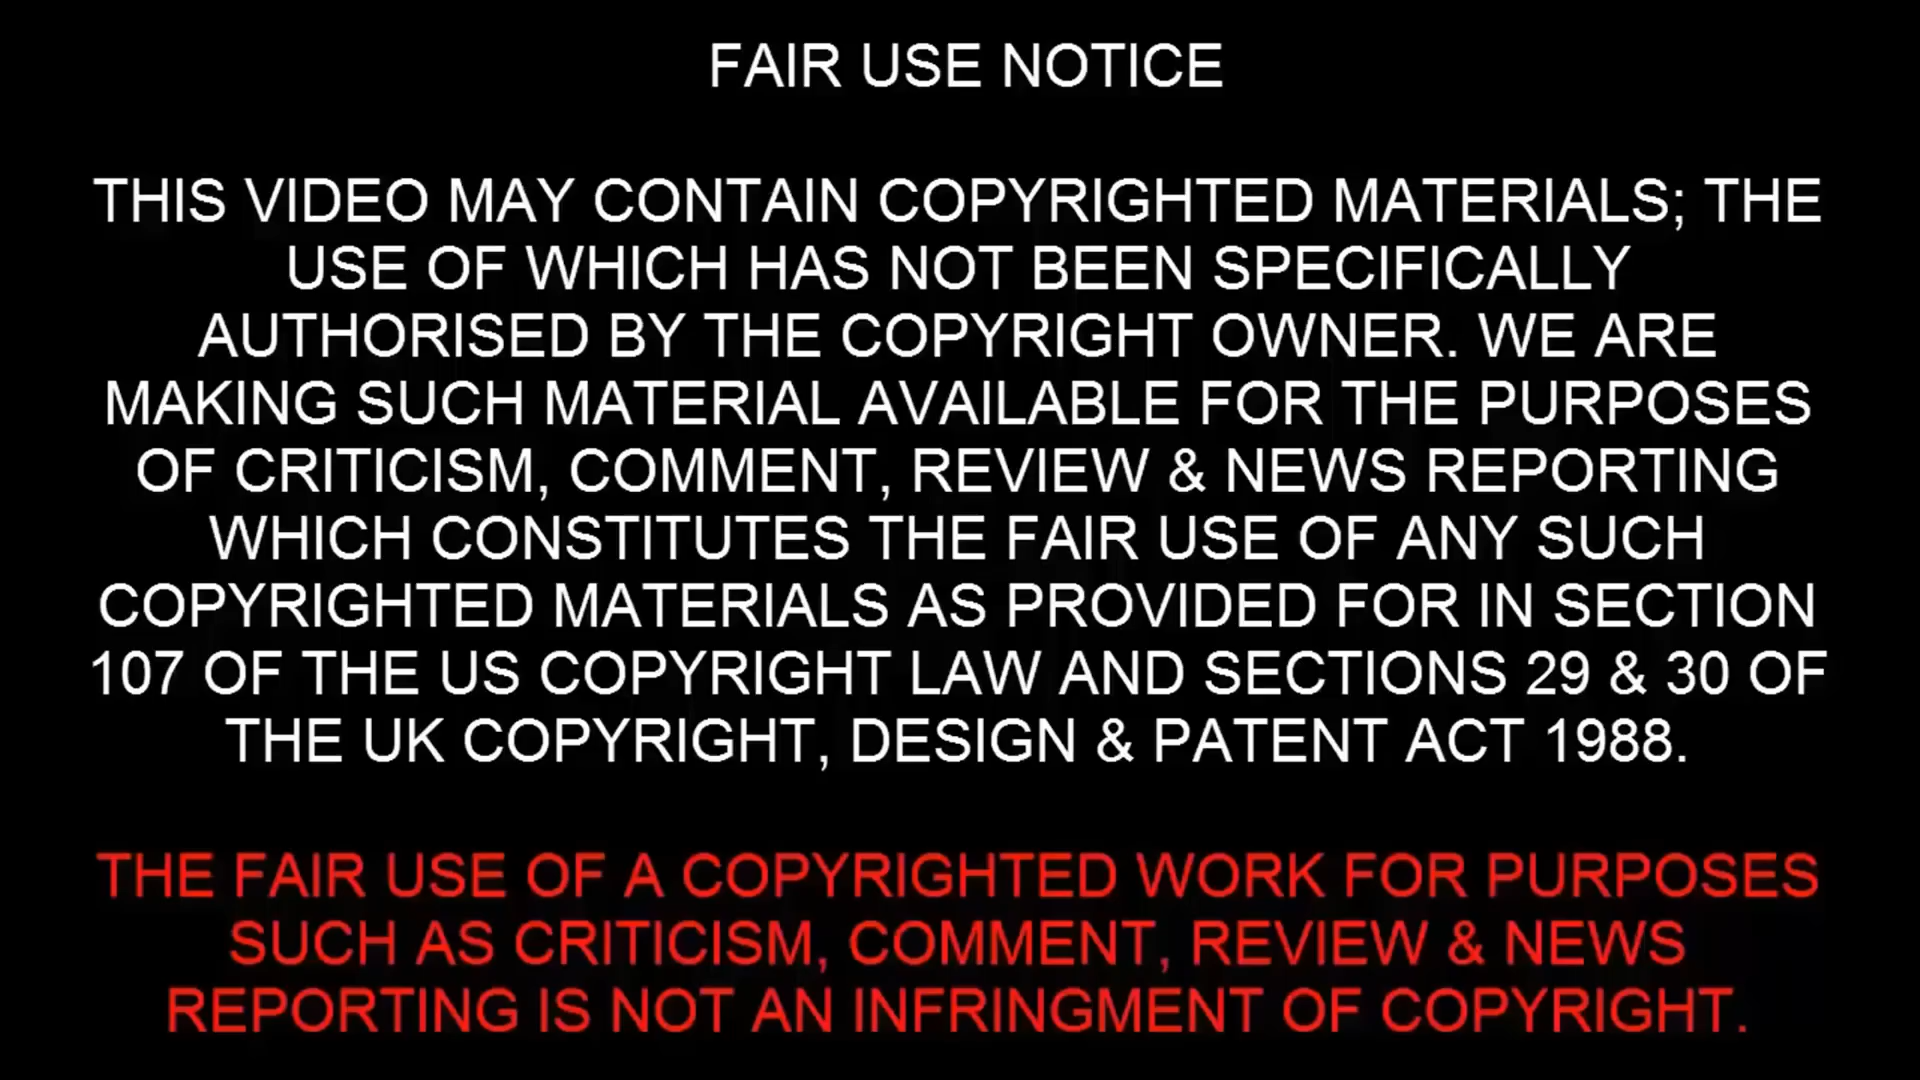 FAIR USE NOTICE
THIS VIDEO MAY CONTAIN COPYRIGHTED MATERIALS; THE
USE OF WHICH HAS NOT BEEN SPECIFICALLY
AUTHORISED BY THE COPYRIGHT OWNER. WE ARE
MAKING SUCH MATERIAL AVAILABLE FOR THE PURPOSES
OF CRITICISM, COMMENT, REVIEW & NEWS REPORTING
WHICH CONSTITUTES THE FAIR USE OF ANY SUCH
COPYRIGHTED MATERIALS AS PROVIDED FOR IN SECTION
107 OF THE US COPYRIGHT LAW AND SECTIONS 29 & 30 OF
THE UK COPYRIGHT, DESIGN & PATENT ACT 1988.
THE FAIR USE OF A COPYRIGHTED WORK FOR PURPOSES
SUCH AS CRITICISM, COMMENT, REVIEW & NEWS
REPORTING IS NOT AN INFRINGMENT OF COPYRIGHT.